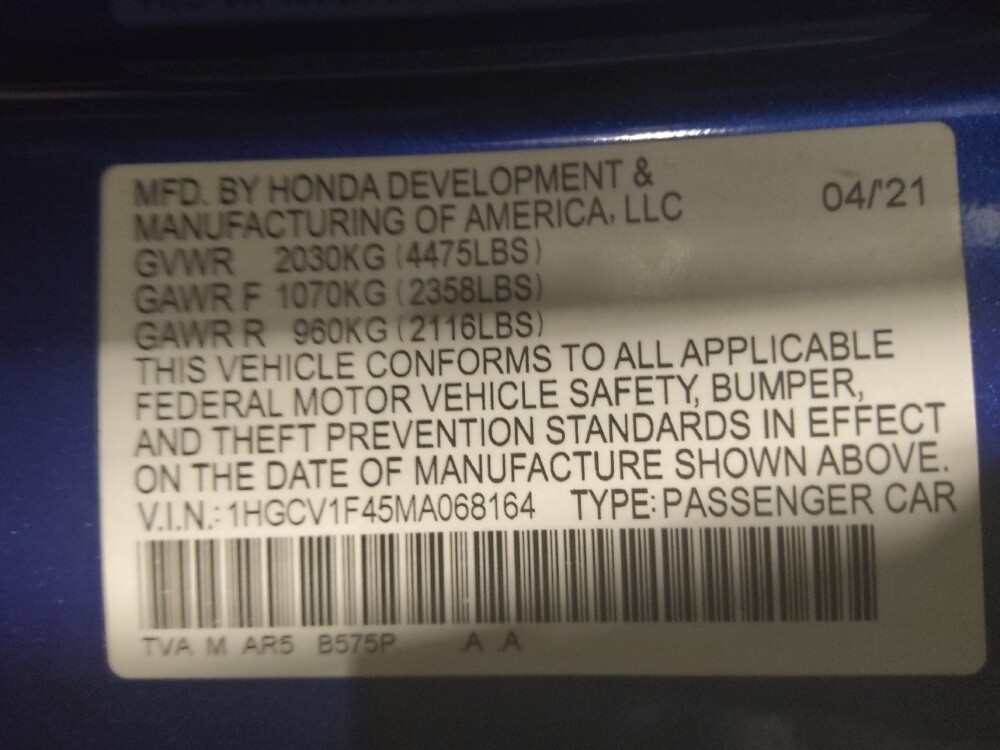 MFD. BY HONDA DEVELOPMENT &
MANUFACTURING OF AMERICA, LLC
04/'21
GVWR 2030KG (4475LBS)
GAWR F 1070KG (2358LBS)
GAWR R 960KG (2116LBS)
THIS VEHICLE CONFORMS TO ALL APPLICABLE
FEDERAL MOTOR VEHICLE SAFETY, BUMPER,
AND THEFT PREVENTION STANDARDS IN EFFECT
ON THE DATE OF MANUFACTURE SHOWN ABOVE.
V.I.N.: 1HGCV1F45MA068164 TYPE: PASSENGER CAR
TVA M AR5 B575P .A .A